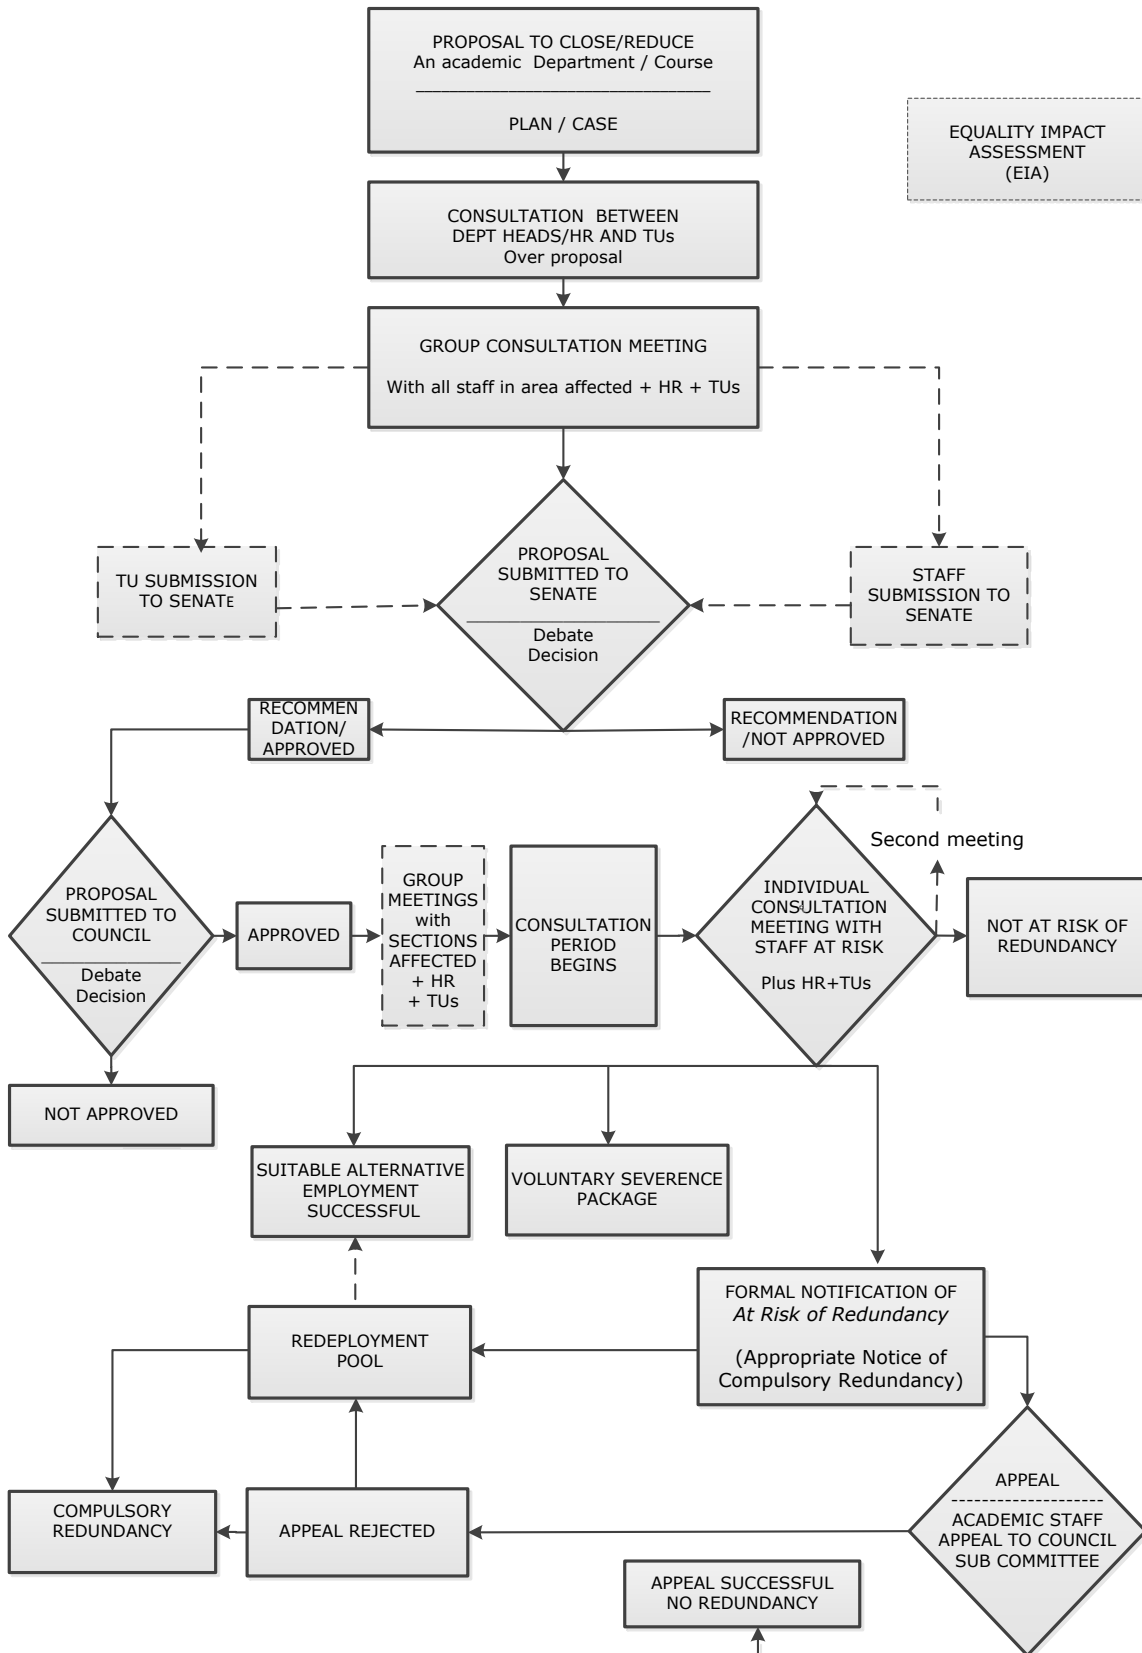 PROPOSAL TO CLOSE/REDUCE
An academic Department / Course
PLAN / CASE
EQUALITY IMPACT
ASSESSMENT
(EIA)
CONSULTATION BETWEEN
DEPT HEADS/HR AND TUs
Over proposal
GROUP CONSULTATION MEETING
With all staff in area affected + HR + TUs
TU SUBMISSION
TO SENATE
PROPOSAL
SUBMITTED TO
SENATE
Debate
Decision
STAFF
SUBMISSION TO
SENATE
RECOMMEN
DATION/
APPROVED
RECOMMENDATION
/NOT APPROVED
PROPOSAL
SUBMITTED TO
COUNCIL
Debate
Decision
APPROVED
GROUP
MEETINGS
with
SECTIONS
AFFECTED
+ HR
+ TUs
CONSULTATION
PERIOD
BEGINS
INDIVIDUAL
CONSULTATION
MEETING WITH
STAFF AT RISK
Plus HR+TUs
Second meeting
NOT AT RISK OF
REDUNDANCY
NOT APPROVED
SUITABLE ALTERNATIVE
EMPLOYMENT
SUCCESSFUL
VOLUNTARY SEVERENCE
PACKAGE
FORMAL NOTIFICATION OF
At Risk of Redundancy
(Appropriate Notice of
Compulsory Redundancy)
REDEPLOYMENT
POOL
COMPULSORY
REDUNDANCY
APPEAL REJECTED
APPEAL
--------------------
ACADEMIC STAFF
APPEAL TO COUNCIL
SUB COMMITTEE
APPEAL SUCCESSFUL
NO REDUNDANCY